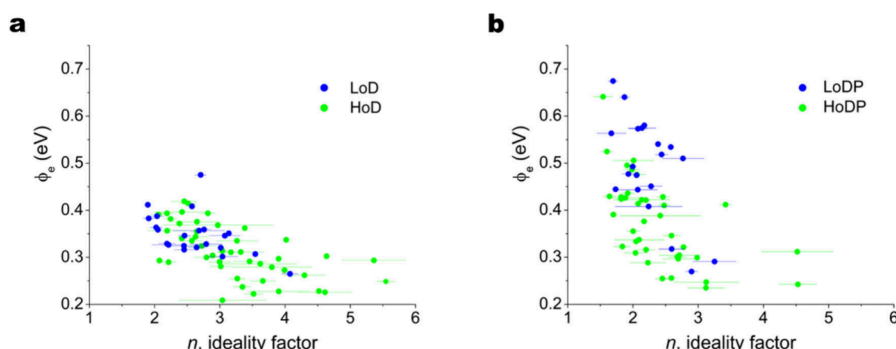 a
0.7
0.6
0.5
0.4
0.3
0.2
ϕe (eV)
LoD
HoD
1 2 3 4 5 6
n, ideality factor
b
0.7
0.6
0.5
0.4
0.3
0.2
ϕe (eV)
LoDP
HoDP
1 2 3 4 5 6
n, ideality factor